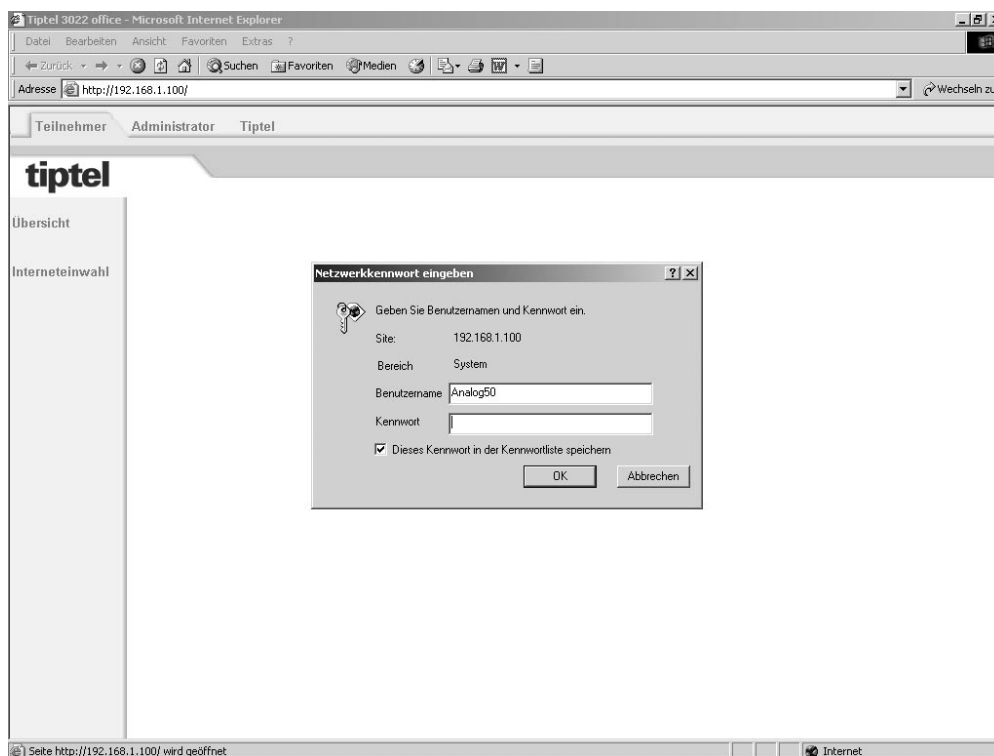 Tiptel 3022 office - Microsoft Internet Explorer
Datei Bearbeiten Ansicht Favoriten Extras ?
Zurück Suchen Favoriten Medien
Adresse http://192.168.1.100/ Wechseln zu
Teilnehmer Administrator Tiptel
tiptel
Übersicht
Interneteinwahl
Netzwerkkennwort eingeben
Geben Sie Benutzernamen und Kennwort ein.
Site: 192.168.1.100
Bereich System
Benutzername Analog50
Kennwort
Dieses Kennwort in der Kennwortliste speichern
OK Abbrechen
Seite http://192.168.1.100/ wird geöffnet Internet